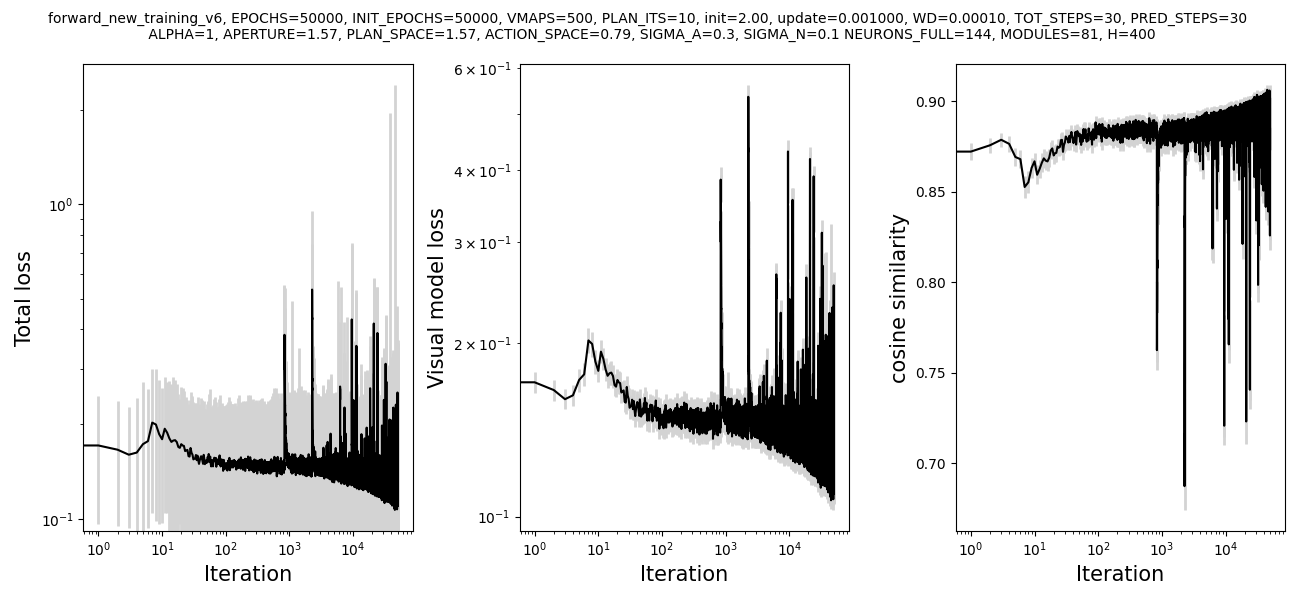 forward_new_training_v6, EPOCHS=50000, INIT_EPOCHS=50000, VMAPS=500, PLAN_ITS=10, init=2.00, update=0.001000, WD=0.00010, TOT_STEPS=30, PRED_STEPS=30
ALPHA=1, APERTURE=1.57, PLAN_SPACE=1.57, ACTION_SPACE=0.79, SIGMA_A=0.3, SIGMA_N=0.1 NEURONS_FULL=144, MODULES=81, H=400
Total loss
10⁰
10⁻¹
10⁰ 10¹ 10² 10³ 10⁴
Iteration
Visual model loss
6 × 10⁻¹
4 × 10⁻¹
3 × 10⁻¹
2 × 10⁻¹
10⁻¹
10⁰ 10¹ 10² 10³ 10⁴
Iteration
cosine similarity
0.90
0.85
0.80
0.75
0.70
10⁰ 10¹ 10² 10³ 10⁴
Iteration